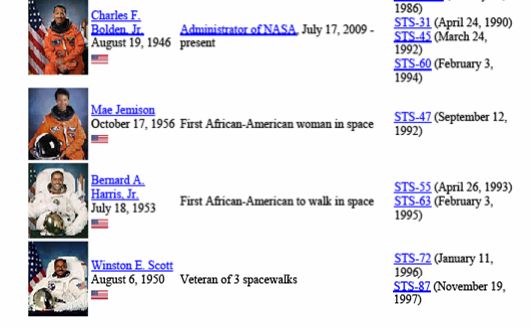 1986)
Charles F.
Bolden, Jr.
August 19, 1946
Administrator of NASA, July 17, 2009 -
present
STS-31 (April 24, 1990)
STS-45 (March 24,
1992)
STS-60 (February 3,
1994)
Mae Jemison
October 17, 1956
First African-American woman in space
STS-47 (September 12,
1992)
Bernard A.
Harris, Jr.
July 18, 1953
First African-American to walk in space
STS-55 (April 26, 1993)
STS-63 (February 3,
1995)
Winston E. Scott
August 6, 1950
Veteran of 3 spacewalks
STS-72 (January 11,
1996)
STS-87 (November 19,
1997)